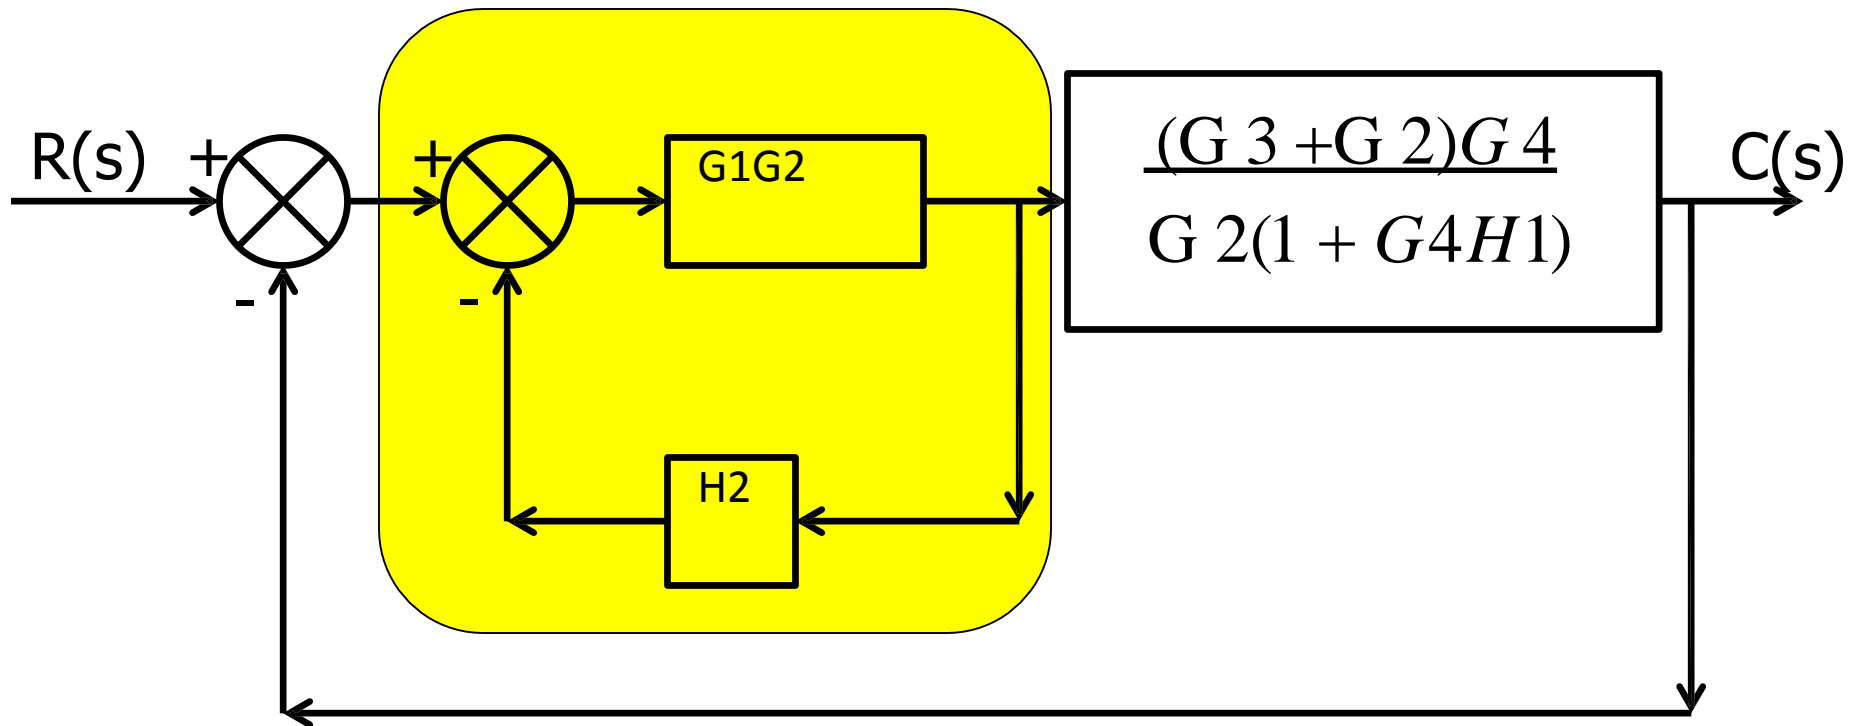 R(s)
+
-
+
-
G1G2
H2
(G 3 +G 2)G 4
G 2(1 + G4H1)
C(s)